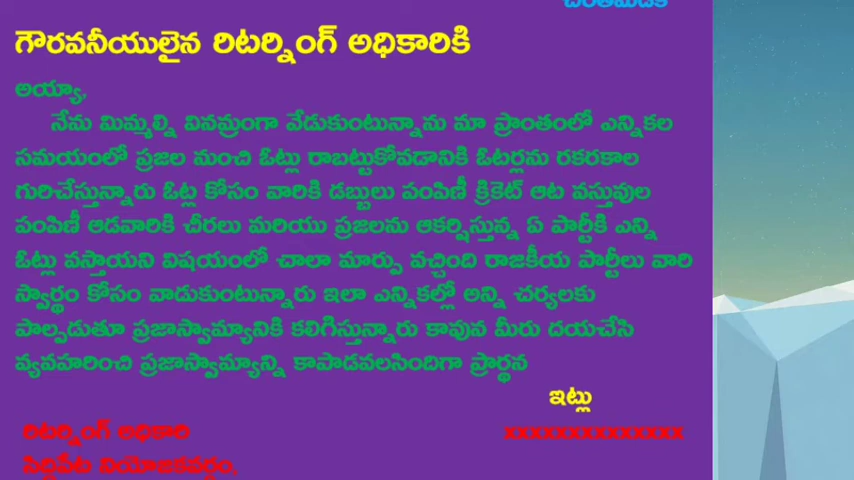 చింతమడక
గౌరవనీయులైన రిటర్నింగ్ అధికారికి
అయ్యా,
నేను మిమ్మల్ని వినమ్రంగా వేడుకుంటున్నాను మా ప్రాంతంలో ఎన్నికల
సమయంలో ప్రజల నుంచి ఓట్లు రాబట్టుకోవడానికి ఓటర్లను రకరకాల
గురిచేస్తున్నారు ఓట్ల కోసం వారికి డబ్బులు పంపిణీ క్రికెట్ ఆట వస్తువుల
పంపిణీ ఆడవారికి చీరలు మరియు ప్రజలను ఆకర్షిస్తున్న ఏ పార్టీకి ఎన్ని
ఓట్లు వస్తాయని విషయంలో చాలా మార్పు వచ్చింది రాజకీయ పార్టీలు వారి
స్వార్థం కోసం వాడుకుంటున్నారు ఇలా ఎన్నికల్లో అన్ని చర్యలకు
పాల్పడుతూ ప్రజాస్వామ్యానికి కలిగిస్తున్నారు కావున మీరు దయచేసి
వ్యవహరించి ప్రజాస్వామ్యాన్ని కాపాడవలసిందిగా ప్రార్థన
ఇట్లు
రిటర్నింగ్ అధికారి xxxxxxxxxxxxxx
సిద్దిపేట నియోజకవర్గం,